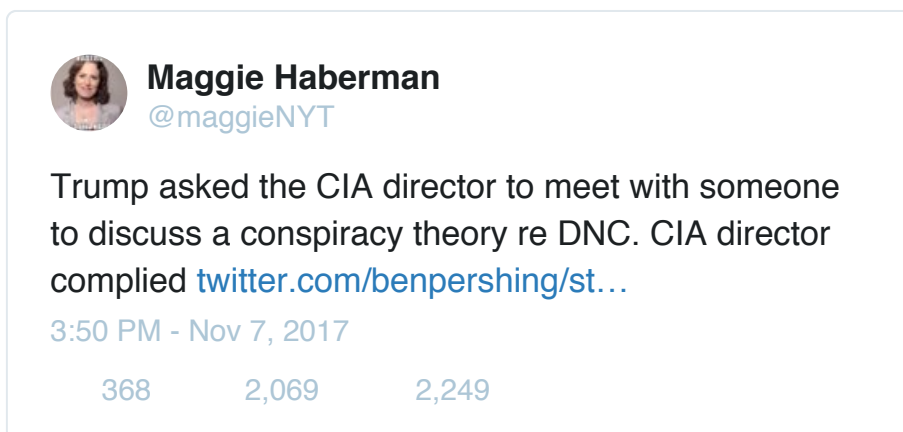 Maggie Haberman
@maggieNYT
Trump asked the CIA director to meet with someone
to discuss a conspiracy theory re DNC. CIA director
complied twitter.com/benpershing/st…
3:50 PM - Nov 7, 2017
368 2,069 2,249